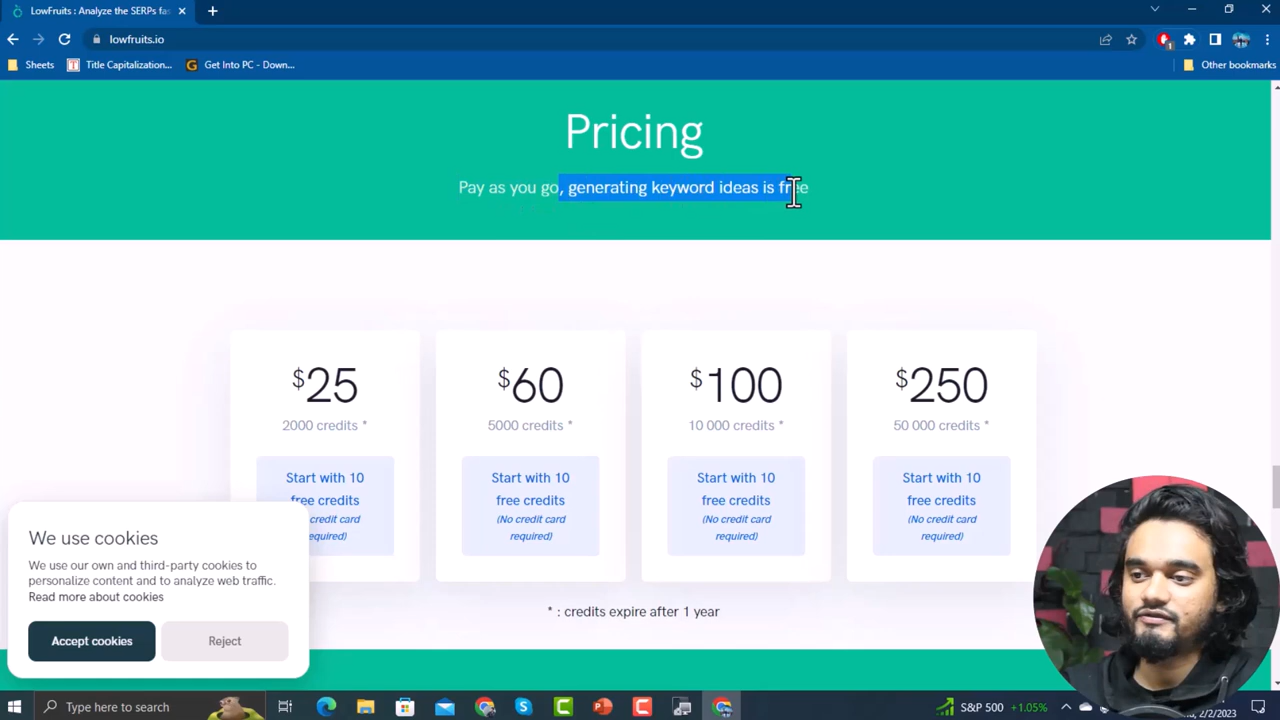 LowFruits : Analyze the SERPs fas
lowfruits.io
1
Sheets
Title Capitalization...
Get Into PC - Down...
Other bookmarks
Pricing
Pay as you go, generating keyword ideas is free
$25
2000 credits *
Start with 10
free credits
credit card
required)
$60
5000 credits *
Start with 10
free credits
(No credit card
required)
$100
10 000 credits *
Start with 10
free credits
(No credit card
required)
$250
50 000 credits *
Start with 10
free credits
(No credit card
required)
* : credits expire after 1 year
We use cookies
We use our own and third-party cookies to
personalize content and to analyze web traffic.
Read more about cookies
Accept cookies
Reject
Type here to search
S&P 500 +1.05%
2/2/2023